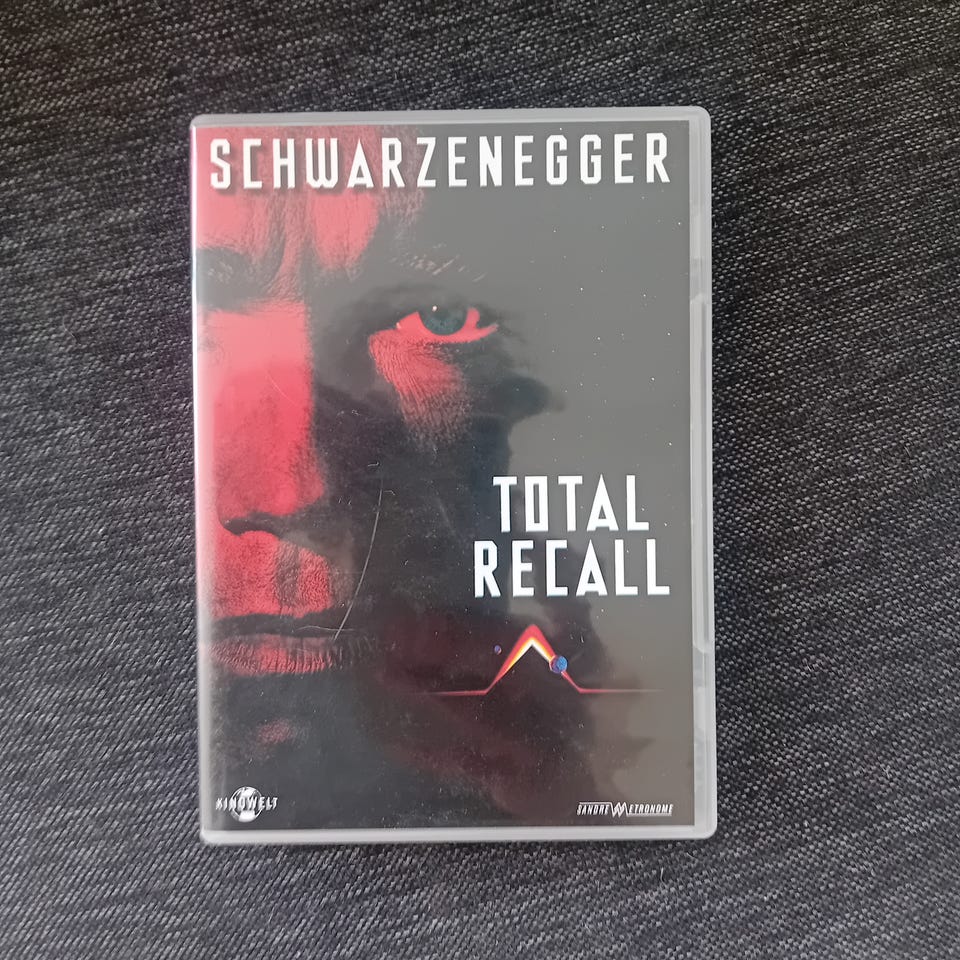 SCHWARZENEGGER
TOTAL
RECALL
KINOWELT
SANDREW METRONOME